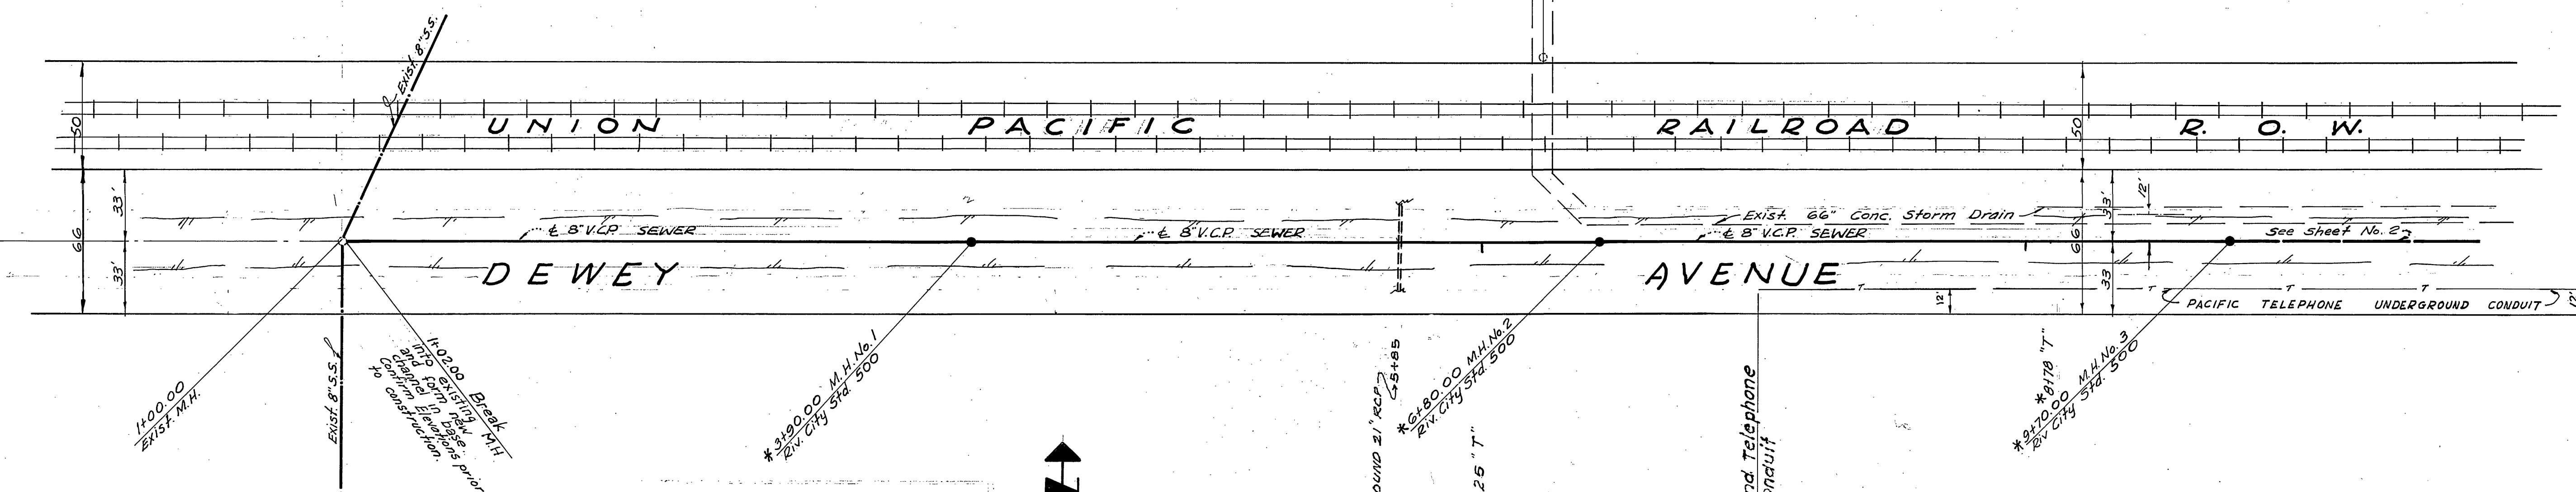 Exist. 8" S.S.
50
UNION PACIFIC RAILROAD R. O. W.
50
33'
66
33'
1
2
℄ 8" V.C.P. SEWER
℄ 8" V.C.P. SEWER
℄ 8" V.C.P. SEWER
Exist. 66" Conc. Storm Drain
See Sheet No. 2
12'
33'
66
33
DEWEY AVENUE
T T T T
12'
PACIFIC TELEPHONE UNDERGROUND CONDUIT
12'
1+00.00
Exist. M.H.
Exist. 8" S.S.
1+02.00 Break
into existing M.H
and form new
channel in base.
Confirm Elevations prior
to construction.
*3+90.00 M.H. No. 1
Riv. City Std. 500
OUND 21" RCP
5+85
*6+80.00 M.H. No. 2
Riv. City Std. 500
25 "T"
nd Telephone
onduit
*8+78 "T"
*9+70.00 M.H. No. 3
Riv City Std. 500